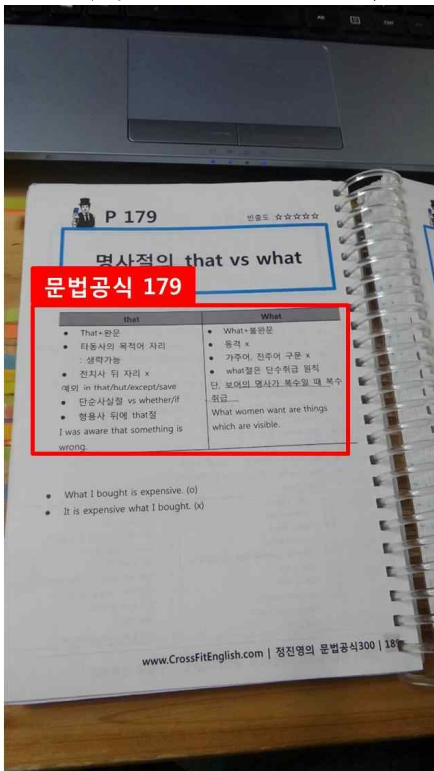 P 179
빈출도 ☆☆☆☆☆
명사절의 that vs what
문법공식 179
that
● That+완문
● 타동사의 목적어 자리
: 생략가능
● 전치사 뒤 자리 x
예외 in that/but/except/save
● 단순사실절 vs whether/if
● 형용사 뒤에 that절
I was aware that something is
wrong.
What
● What+불완문
● 동격 x
● 가주어, 진주어 구문 x
● what절은 단수취급 원칙
단, 보어의 명사가 복수일 때 복수
취급
What women want are things
which are visible.
● What I bought is expensive. (o)
● It is expensive what I bought. (x)
www.CrossFitEnglish.com | 정진영의 문법공식300 | 18